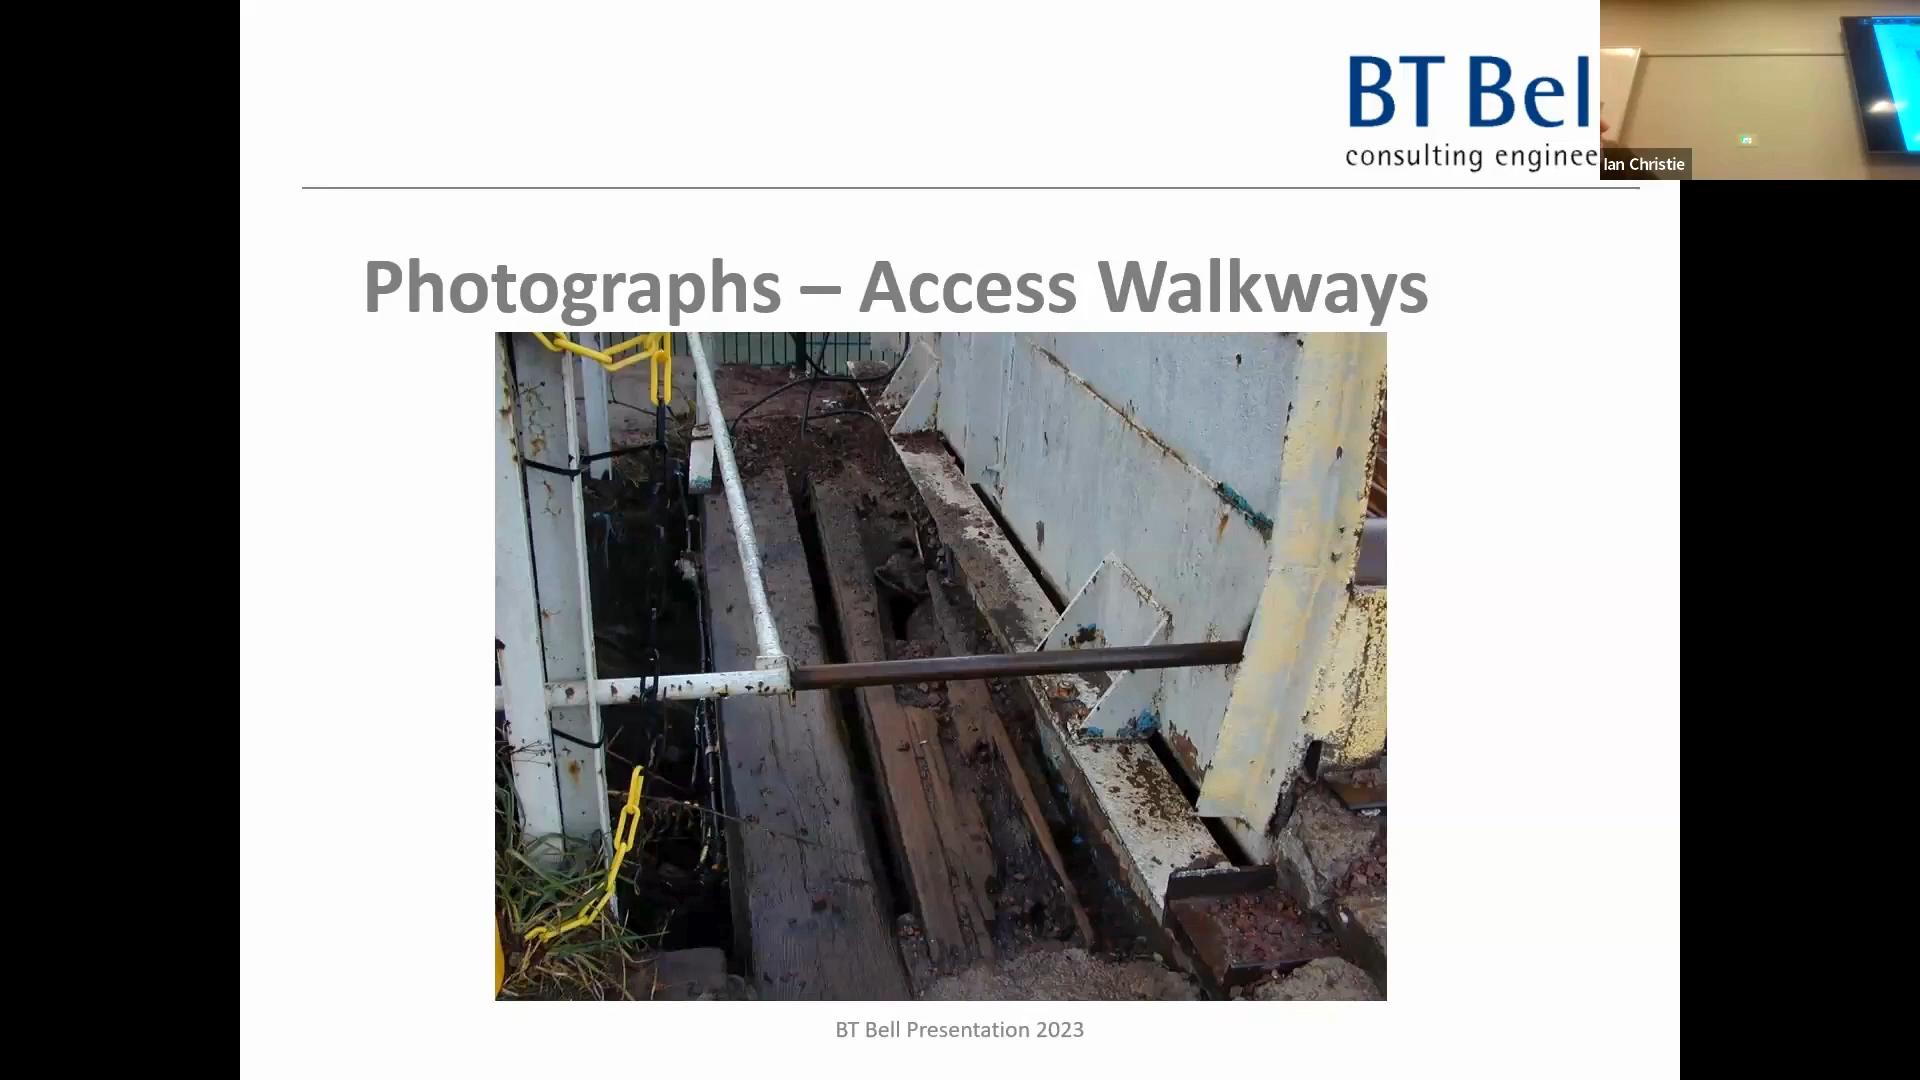 BT Bel
consulting enginee
Ian Christie
Photographs – Access Walkways
BT Bell Presentation 2023